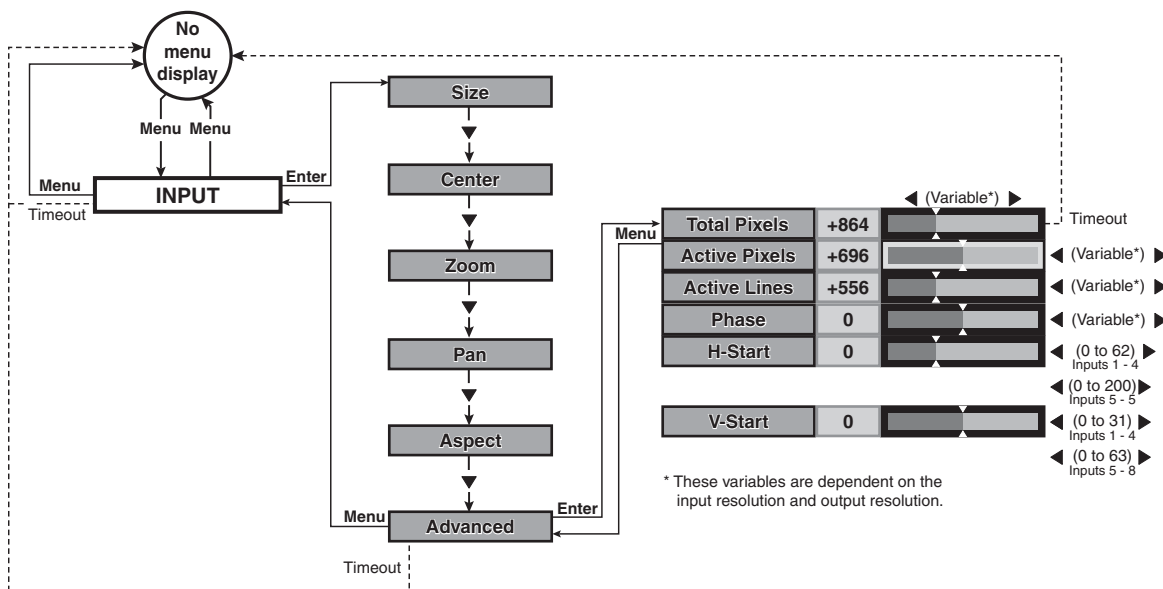 No
menu
display
Menu Menu
Menu
INPUT
Enter
Timeout
Size
Center
Zoom
Pan
Aspect
Menu
Advanced
Enter
Timeout
(Variable*)
Menu
Total Pixels +864
Timeout
Active Pixels +696 (Variable*)
Active Lines +556 (Variable*)
Phase 0 (Variable*)
H-Start 0 (0 to 62)
Inputs 1 - 4
(0 to 200)
Inputs 5 - 5
V-Start 0 (0 to 31)
Inputs 1 - 4
(0 to 63)
Inputs 5 - 8
* These variables are dependent on the
input resolution and output resolution.